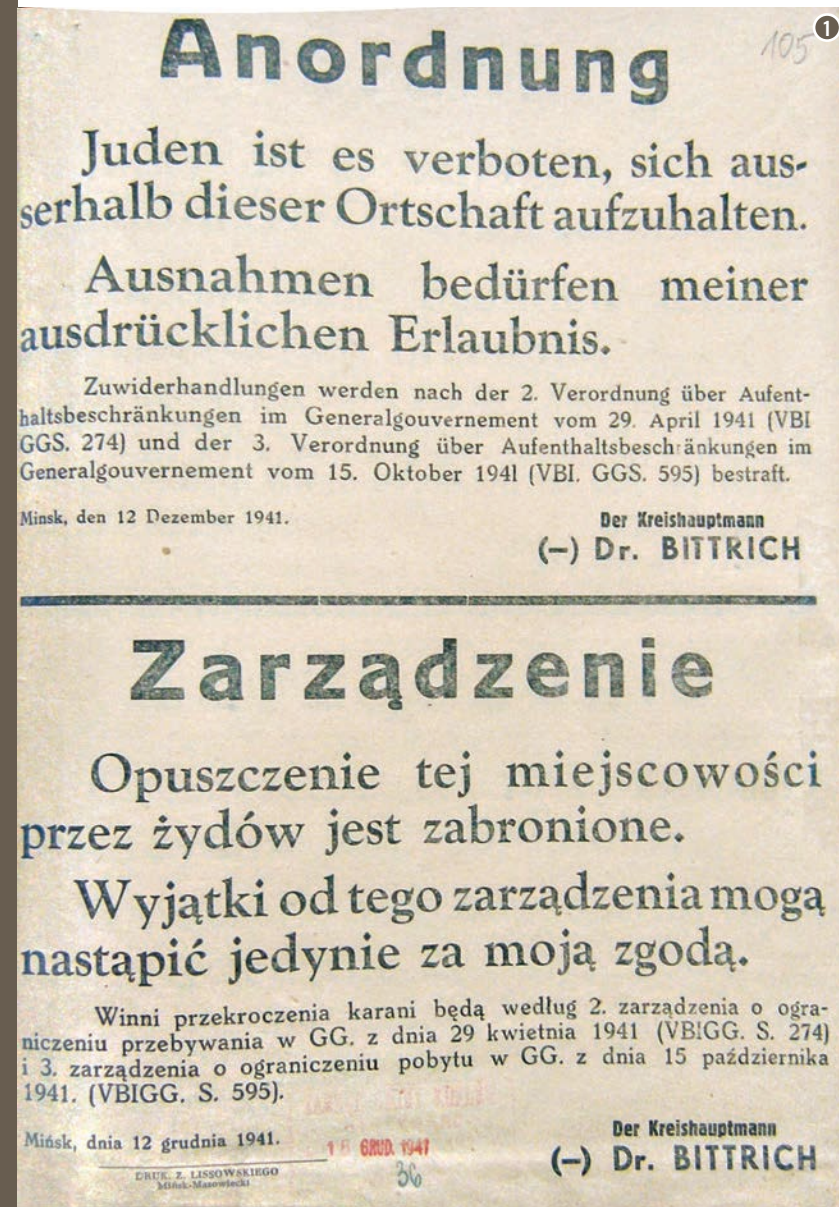 Anordnung
105
1
Juden ist es verboten, sich aus-
serhalb dieser Ortschaft aufzuhalten.
Ausnahmen bedürfen meiner
ausdrücklichen Erlaubnis.
Zuwiderhandlungen werden nach der 2. Verordnung über Aufent-
haltsbeschränkungen im Generalgouvernement vom 29. April 1941 (VBI
GGS. 274) und der 3. Verordnung über Aufenthaltsbeschränkungen im
Generalgouvernement vom 15. Oktober 1941 (VBI. GGS. 595) bestraft.
Minsk, den 12 Dezember 1941.
Der Kreishauptmann
(–) Dr. BITTRICH
Zarządzenie
Opuszczenie tej miejscowości
przez żydów jest zabronione.
Wyjątki od tego zarządzenia mogą
nastąpić jedynie za moją zgodą.
Winni przekroczenia karani będą według 2. zarządzenia o ogra-
niczeniu przebywania w GG. z dnia 29 kwietnia 1941 (VBIGG. S. 274)
i 3. zarządzenia o ograniczeniu pobytu w GG. z dnia 15 października
1941. (VBIGG. S. 595).
Mińsk, dnia 12 grudnia 1941.
GRUD. 1941
36
Der Kreishauptmann
(–) Dr. BITTRICH
DRUK. Z. LISSOWSKIEGO
Mińsk-Mazowiecki